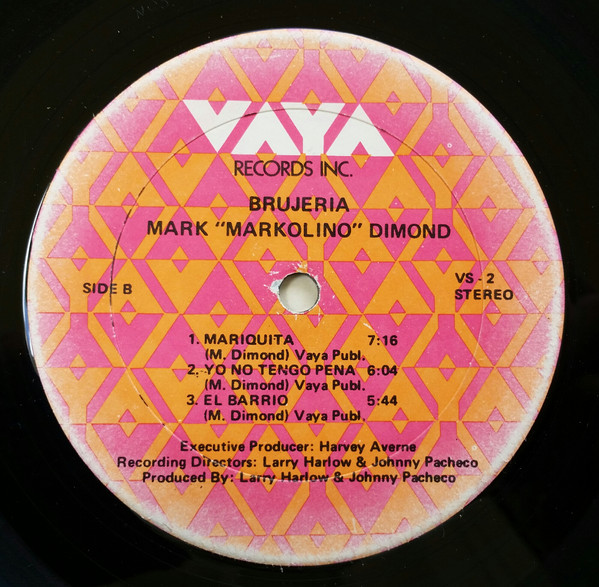 VAYA
RECORDS INC.
BRUJERIA
MARK "MARKOLINO" DIMOND
SIDE B
VS - 2
STEREO
1. MARIQUITA 7:16
(M. Dimond) Vaya Publ.
2. YO NO TENGO PENA 6:04
(M. Dimond) Vaya Publ.
3. EL BARRIO 5:44
(M. Dimond) Vaya Publ.
Executive Producer: Harvey Averne
Recording Directors: Larry Harlow & Johnny Pacheco
Produced By: Larry Harlow & Johnny Pacheco